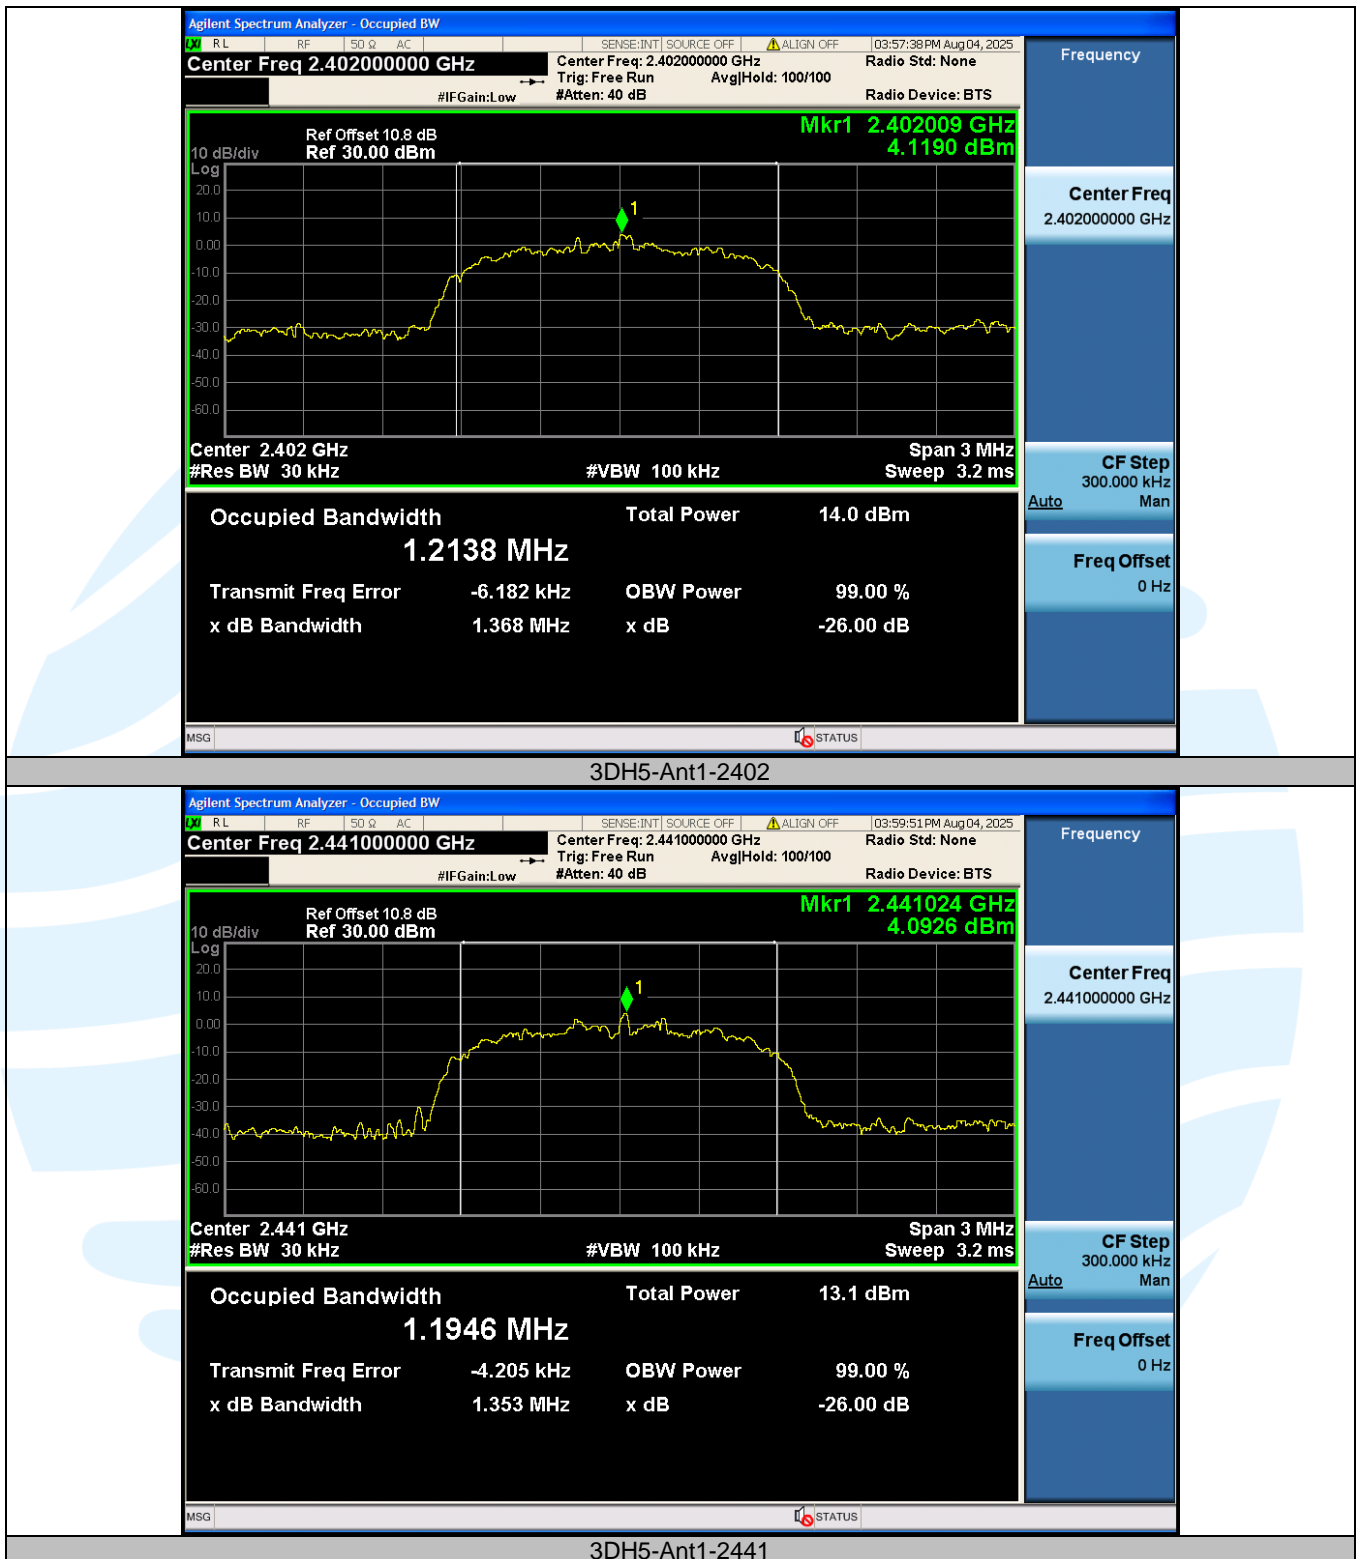 Agilent Spectrum Analyzer - Occupied BW
LXI RL RF 50 Ω AC SENSE:INT SOURCE OFF ALIGN OFF 03:57:38PM Aug 04, 2025
Center Freq 2.402000000 GHz
Center Freq: 2.402000000 GHz Radio Std: None
Trig: Free Run Avg|Hold: 100/100
#IFGain:Low #Atten: 40 dB Radio Device: BTS
Frequency
Mkr1 2.402009 GHz
4.1190 dBm
Ref Offset 10.8 dB
10 dB/div Ref 30.00 dBm
Log
20.0
10.0
0.00
-10.0
-20.0
-30.0
-40.0
-50.0
-60.0
1
Center 2.402 GHz Span 3 MHz
#Res BW 30 kHz #VBW 100 kHz Sweep 3.2 ms
Occupied Bandwidth Total Power 14.0 dBm
1.2138 MHz
Transmit Freq Error -6.182 kHz OBW Power 99.00 %
x dB Bandwidth 1.368 MHz x dB -26.00 dB
Center Freq
2.402000000 GHz
CF Step
300.000 kHz
Auto Man
Freq Offset
0 Hz
MSG STATUS
3DH5-Ant1-2402
Agilent Spectrum Analyzer - Occupied BW
LXI RL RF 50 Ω AC SENSE:INT SOURCE OFF ALIGN OFF 03:59:51PM Aug 04, 2025
Center Freq 2.441000000 GHz
Center Freq: 2.441000000 GHz Radio Std: None
Trig: Free Run Avg|Hold: 100/100
#IFGain:Low #Atten: 40 dB Radio Device: BTS
Frequency
Mkr1 2.441024 GHz
4.0926 dBm
Ref Offset 10.8 dB
10 dB/div Ref 30.00 dBm
Log
20.0
10.0
0.00
-10.0
-20.0
-30.0
-40.0
-50.0
-60.0
1
Center 2.441 GHz Span 3 MHz
#Res BW 30 kHz #VBW 100 kHz Sweep 3.2 ms
Occupied Bandwidth Total Power 13.1 dBm
1.1946 MHz
Transmit Freq Error -4.205 kHz OBW Power 99.00 %
x dB Bandwidth 1.353 MHz x dB -26.00 dB
Center Freq
2.441000000 GHz
CF Step
300.000 kHz
Auto Man
Freq Offset
0 Hz
MSG STATUS
3DH5-Ant1-2441